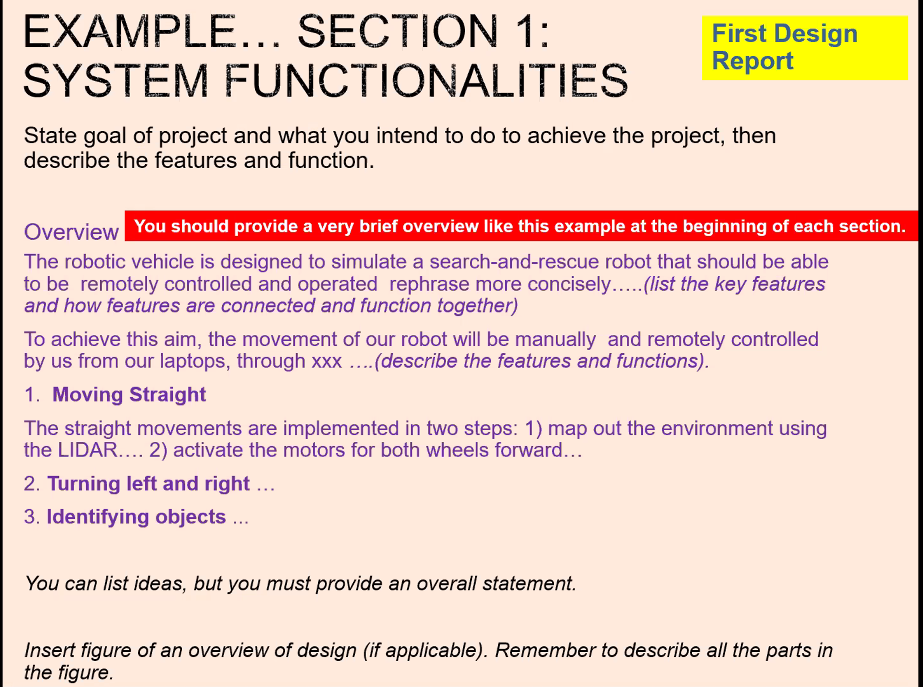 EXAMPLE... SECTION 1:
SYSTEM FUNCTIONALITIES
First Design
Report
State goal of project and what you intend to do to achieve the project, then
describe the features and function.
Overview
You should provide a very brief overview like this example at the beginning of each section.
The robotic vehicle is designed to simulate a search-and-rescue robot that should be able
to be  remotely controlled and operated  rephrase more concisely…..(list the key features
and how features are connected and function together)
To achieve this aim, the movement of our robot will be manually  and remotely controlled
by us from our laptops, through xxx ….(describe the features and functions).
1.  Moving Straight
The straight movements are implemented in two steps: 1) map out the environment using
the LIDAR…. 2) activate the motors for both wheels forward…
2. Turning left and right …
3. Identifying objects ...
You can list ideas, but you must provide an overall statement.
Insert figure of an overview of design (if applicable). Remember to describe all the parts in
the figure.